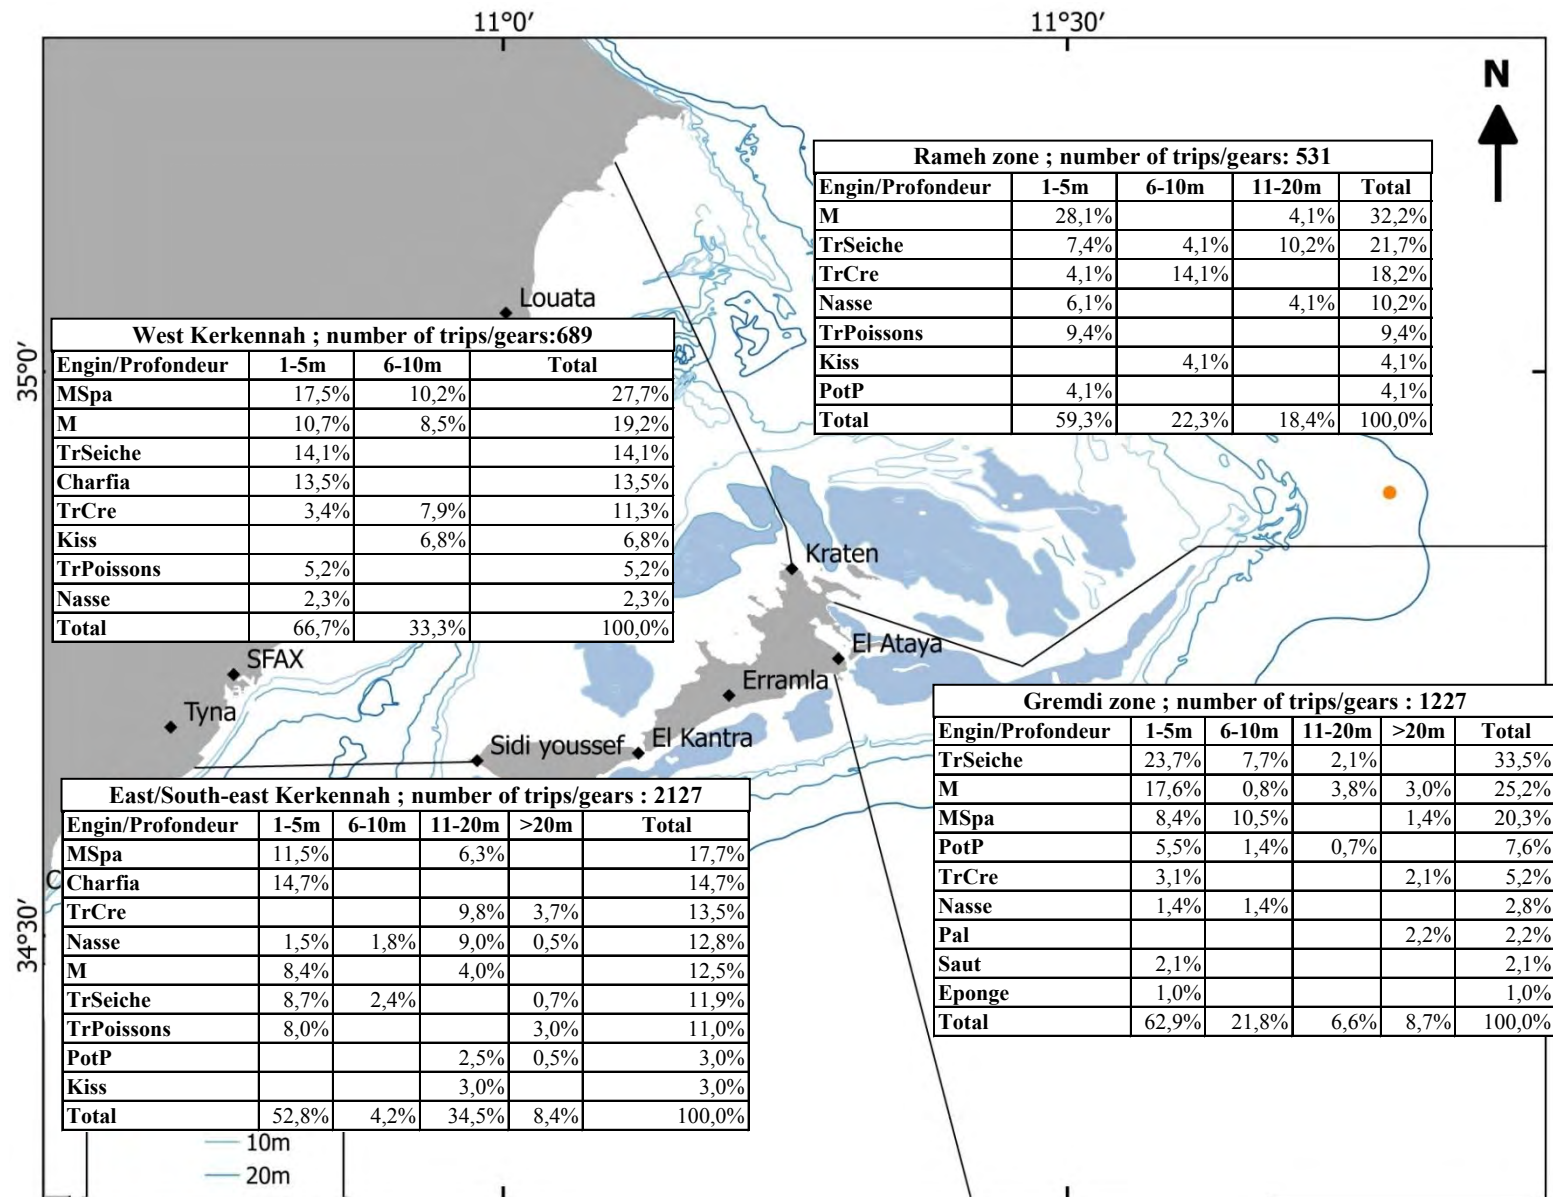 11°0′ 11°30′
N
35°0′
34°30′
Rameh zone ; number of trips/gears: 531
Engin/Profondeur 1-5m 6-10m 11-20m Total
M 28,1% 4,1% 32,2%
TrSeiche 7,4% 4,1% 10,2% 21,7%
TrCre 4,1% 14,1% 18,2%
Nasse 6,1% 4,1% 10,2%
TrPoissons 9,4% 9,4%
Kiss 4,1% 4,1%
PotP 4,1% 4,1%
Total 59,3% 22,3% 18,4% 100,0%
Louata
West Kerkennah ; number of trips/gears:689
Engin/Profondeur 1-5m 6-10m Total
MSpa 17,5% 10,2% 27,7%
M 10,7% 8,5% 19,2%
TrSeiche 14,1% 14,1%
Charfia 13,5% 13,5%
TrCre 3,4% 7,9% 11,3%
Kiss 6,8% 6,8%
TrPoissons 5,2% 5,2%
Nasse 2,3% 2,3%
Total 66,7% 33,3% 100,0%
Kraten
El Ataya
SFAX
Erramla
Tyna
Sidi youssef
El Kantra
Gremdi zone ; number of trips/gears : 1227
Engin/Profondeur 1-5m 6-10m 11-20m >20m Total
TrSeiche 23,7% 7,7% 2,1% 33,5%
M 17,6% 0,8% 3,8% 3,0% 25,2%
MSpa 8,4% 10,5% 1,4% 20,3%
PotP 5,5% 1,4% 0,7% 7,6%
TrCre 3,1% 2,1% 5,2%
Nasse 1,4% 1,4% 2,8%
Pal 2,2% 2,2%
Saut 2,1% 2,1%
Eponge 1,0% 1,0%
Total 62,9% 21,8% 6,6% 8,7% 100,0%
East/South-east Kerkennah ; number of trips/gears : 2127
Engin/Profondeur 1-5m 6-10m 11-20m >20m Total
MSpa 11,5% 6,3% 17,7%
Charfia 14,7% 14,7%
TrCre 9,8% 3,7% 13,5%
Nasse 1,5% 1,8% 9,0% 0,5% 12,8%
M 8,4% 4,0% 12,5%
TrSeiche 8,7% 2,4% 0,7% 11,9%
TrPoissons 8,0% 3,0% 11,0%
PotP 2,5% 0,5% 3,0%
Kiss 3,0% 3,0%
Total 52,8% 4,2% 34,5% 8,4% 100,0%
10m
20m